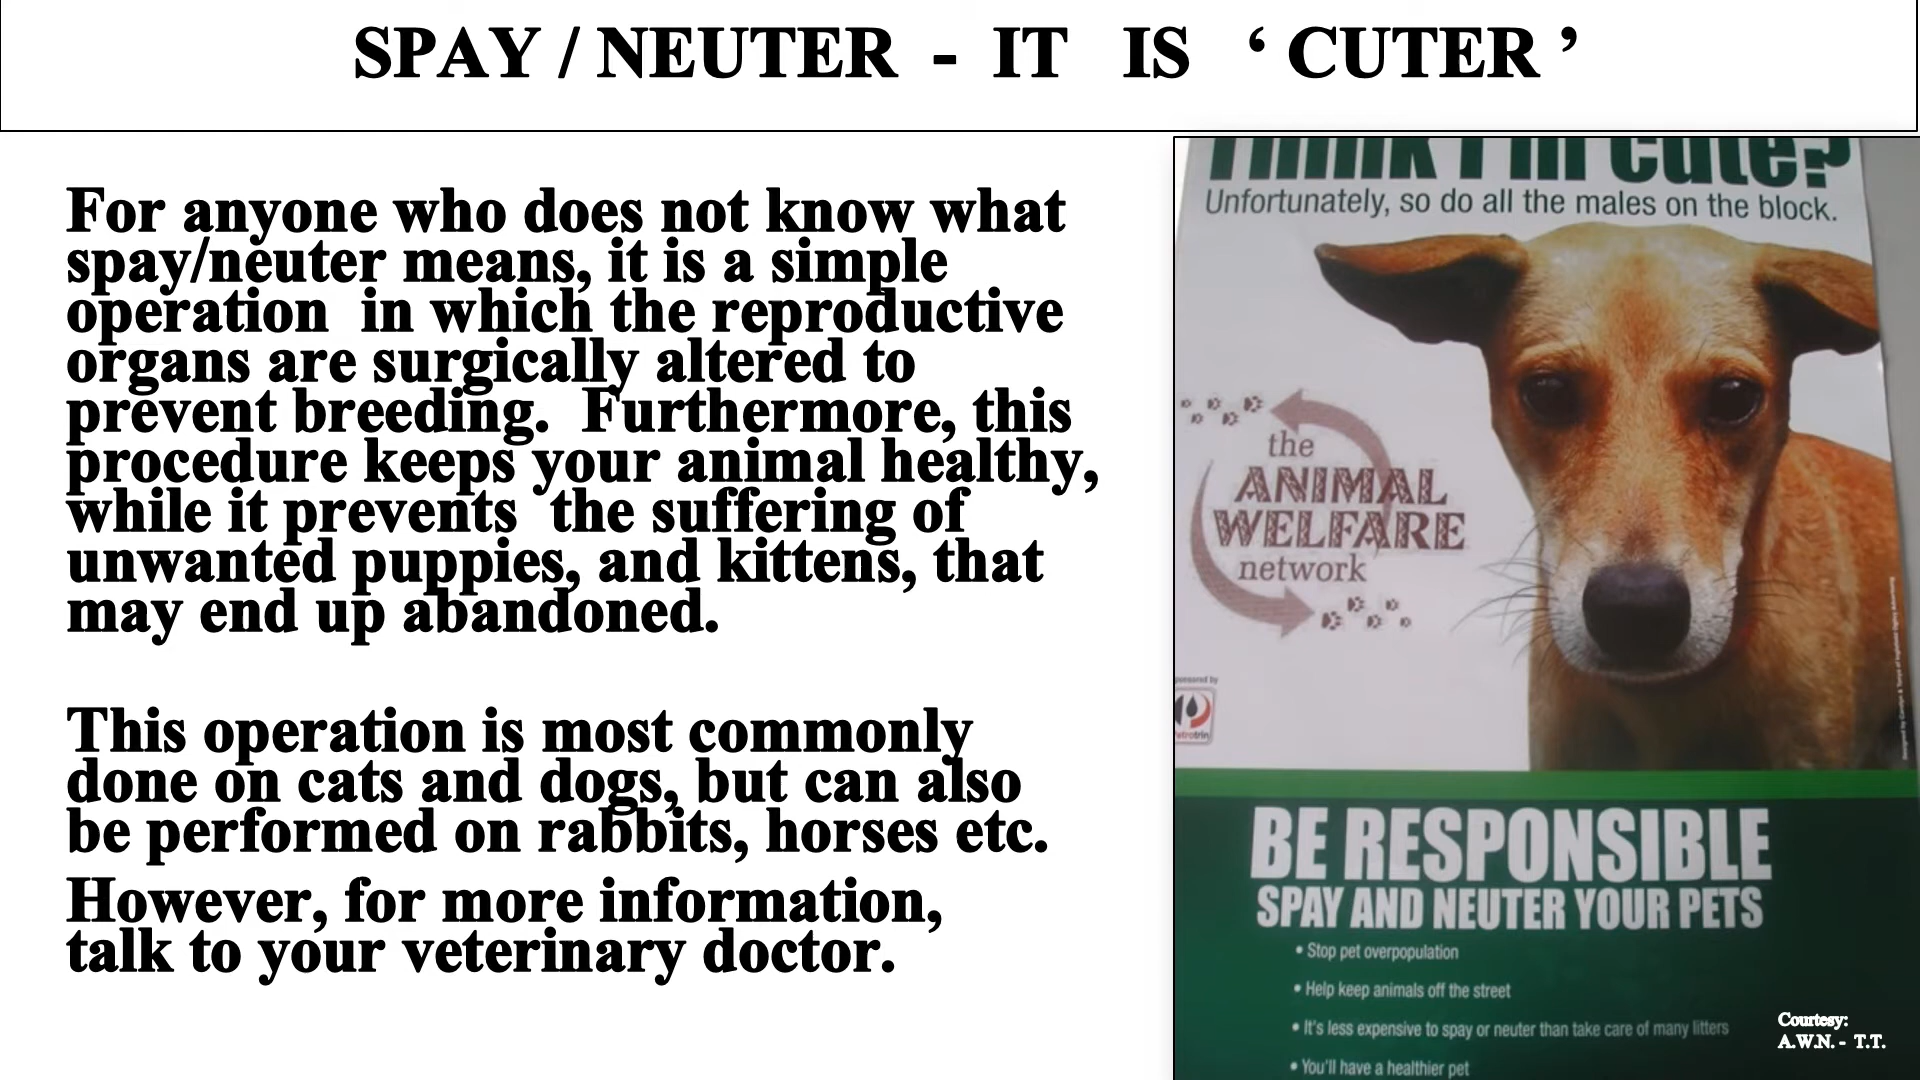 SPAY / NEUTER - IT IS ‘ CUTER ’
For anyone who does not know what
spay/neuter means, it is a simple
operation in which the reproductive
organs are surgically altered to
prevent breeding. Furthermore, this
procedure keeps your animal healthy,
while it prevents the suffering of
unwanted puppies, and kittens, that
may end up abandoned.
This operation is most commonly
done on cats and dogs, but can also
be performed on rabbits, horses etc.
However, for more information,
talk to your veterinary doctor.
Think I'm cute?
Unfortunately, so do all the males on the block.
the
ANIMAL
WELFARE
network
BE RESPONSIBLE
SPAY AND NEUTER YOUR PETS
• Stop pet overpopulation
• Help keep animals off the street
• It's less expensive to spay or neuter than take care of many litters
• You'll have a healthier pet
Courtesy:
A.W.N. - T.T.